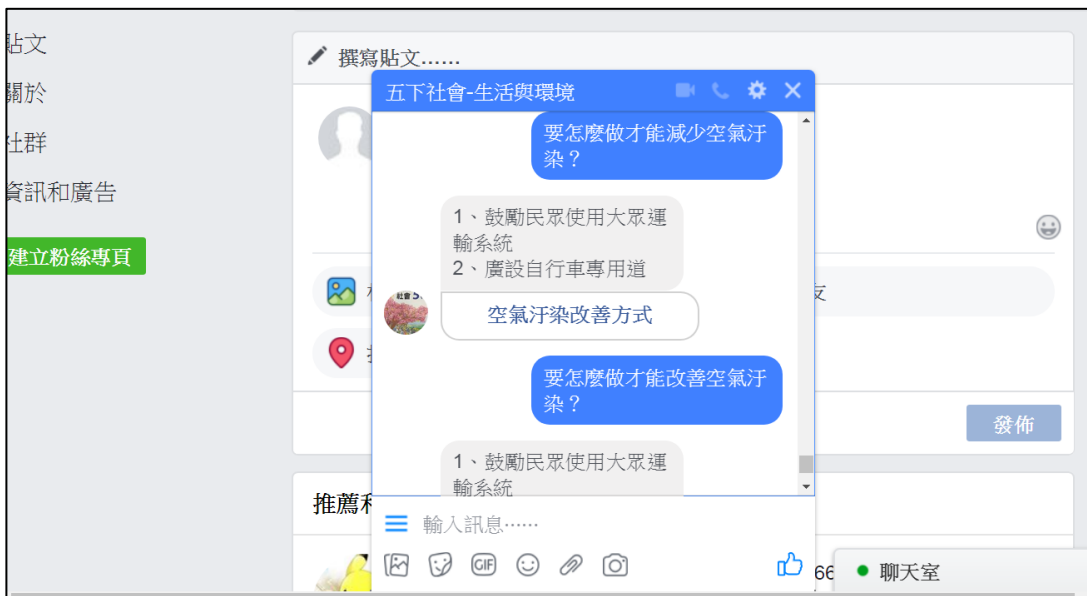 貼文
關於
社群
資訊和廣告
建立粉絲專頁
撰寫貼文……
五下社會-生活與環境
要怎麼做才能減少空氣汙
染？
1、鼓勵民眾使用大眾運
輸系統
2、廣設自行車專用道
空氣汙染改善方式
要怎麼做才能改善空氣汙
染？
1、鼓勵民眾使用大眾運
輸系統
輸入訊息……
GIF
友
發佈
推薦
66
聊天室